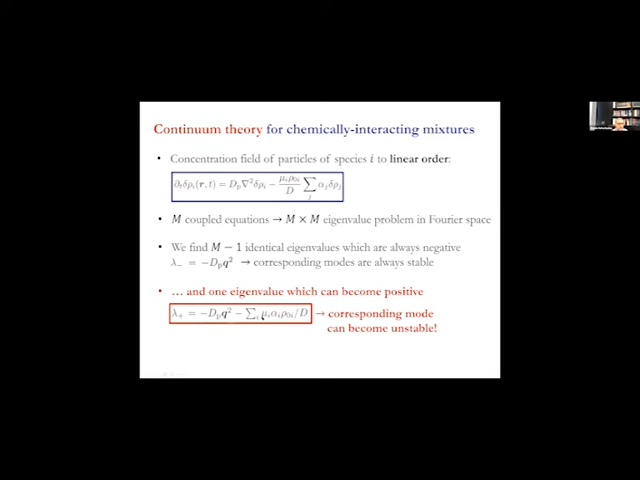 Continuum theory for chemically-interacting mixtures
• Concentration field of particles of species i to linear order:
∂ₜδρᵢ(r, t) = Dₚ∇²δρᵢ − μᵢρ₀ᵢ/D ∑ⱼ αⱼδρⱼ
• M coupled equations → M × M eigenvalue problem in Fourier space
• We find M − 1 identical eigenvalues which are always negative
λ₋ = −Dₚq² → corresponding modes are always stable
• ... and one eigenvalue which can become positive
λ₊ = −Dₚq² − ∑ᵢ μᵢαᵢρ₀ᵢ/D → corresponding mode
can become unstable!